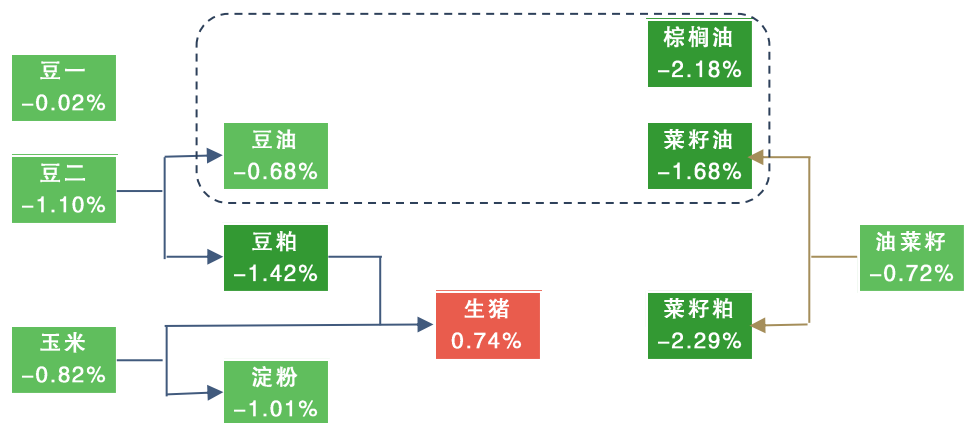 棕榈油
-2.18%
豆一
-0.02%
豆油
-0.68%
菜籽油
-1.68%
豆二
-1.10%
豆粕
-1.42%
油菜籽
-0.72%
生猪
0.74%
菜籽粕
-2.29%
玉米
-0.82%
淀粉
-1.01%